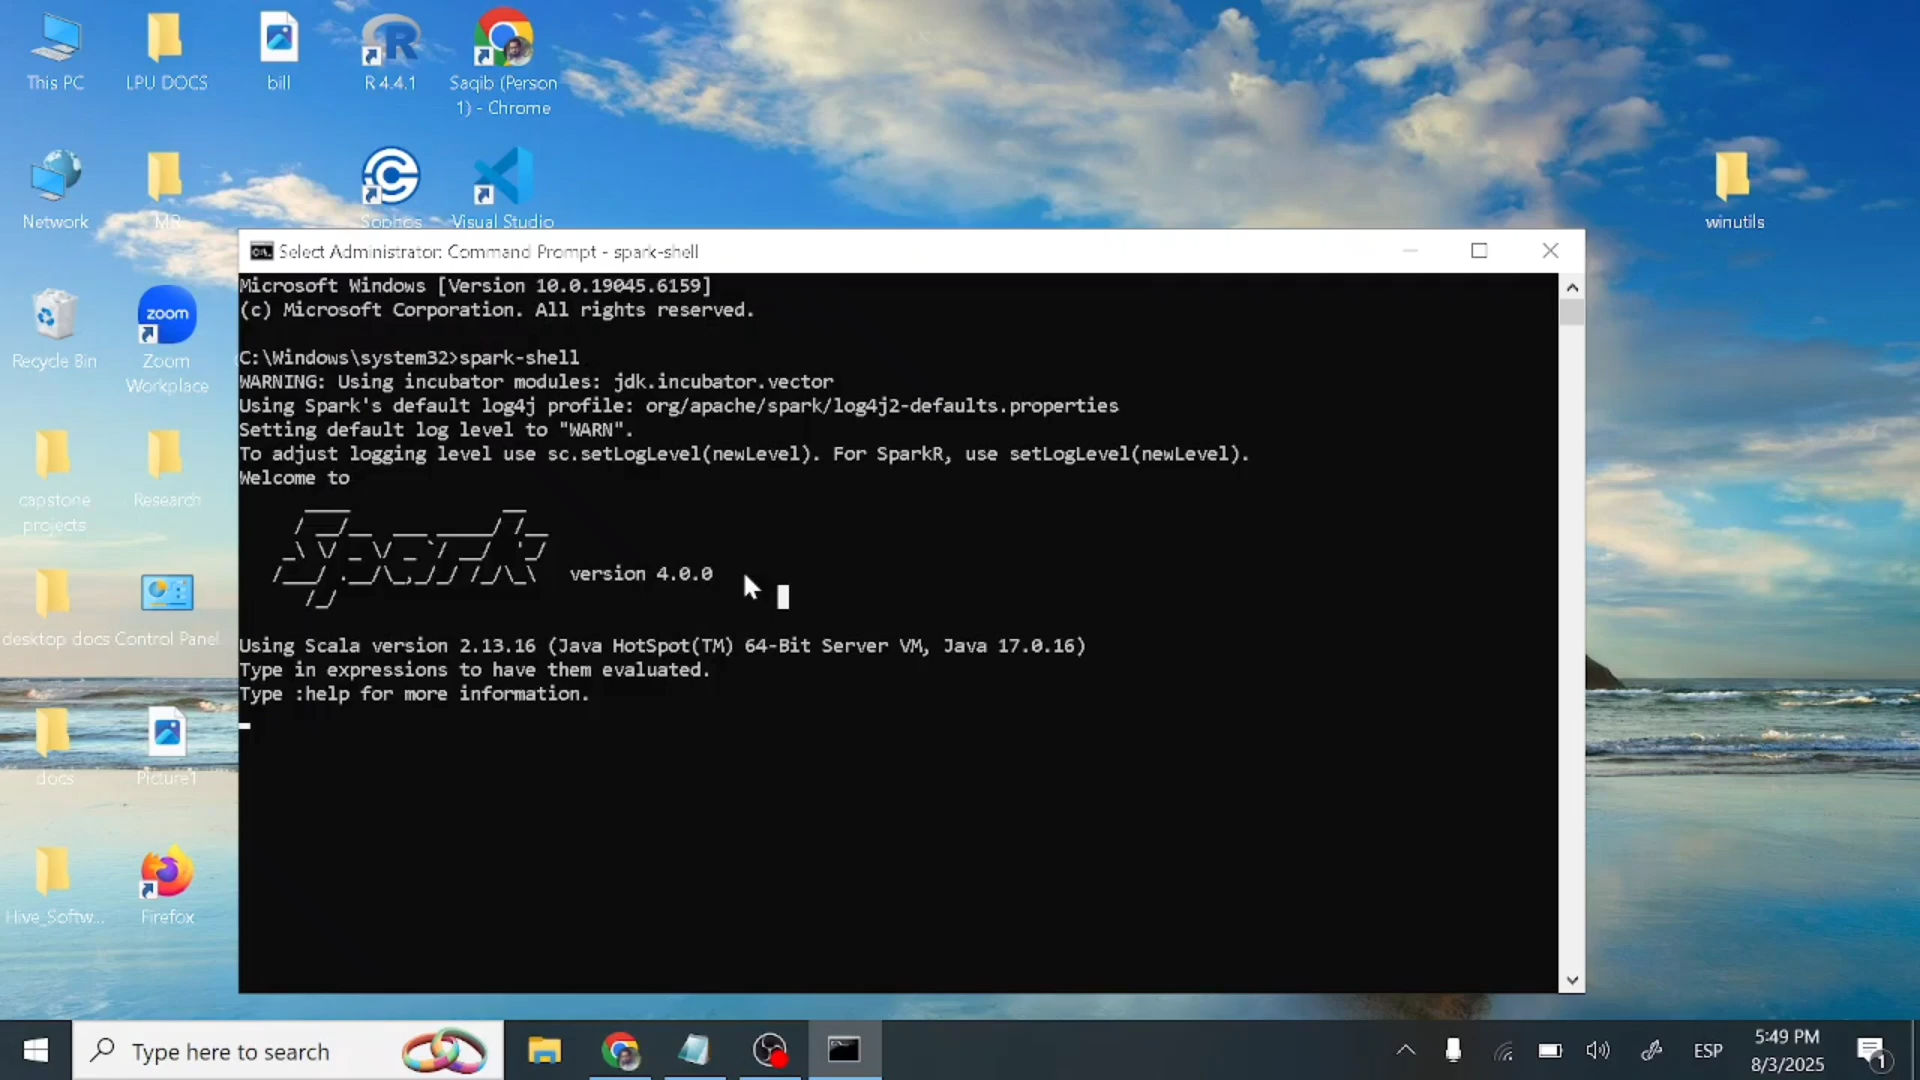 This PC
LPU DOCS
bill
R 4.4.1
Saqib (Person
1) - Chrome
Network
MR
Sophos
Visual Studio
winutils
Select Administrator: Command Prompt - spark-shell
Microsoft Windows [Version 10.0.19045.6159]
(c) Microsoft Corporation. All rights reserved.
C:\Windows\system32>spark-shell
WARNING: Using incubator modules: jdk.incubator.vector
Using Spark's default log4j profile: org/apache/spark/log4j2-defaults.properties
Setting default log level to "WARN".
To adjust logging level use sc.setLogLevel(newLevel). For SparkR, use setLogLevel(newLevel).
Welcome to
Spark version 4.0.0
Using Scala version 2.13.16 (Java HotSpot(TM) 64-Bit Server VM, Java 17.0.16)
Type in expressions to have them evaluated.
Type :help for more information.
zoom
Recycle Bin
Zoom
Workplace
capstone
projects
Research
desktop docs
Control Panel
docs
Picture1
Hive_Softw...
Firefox
Type here to search
ESP
5:49 PM
8/3/2025
1